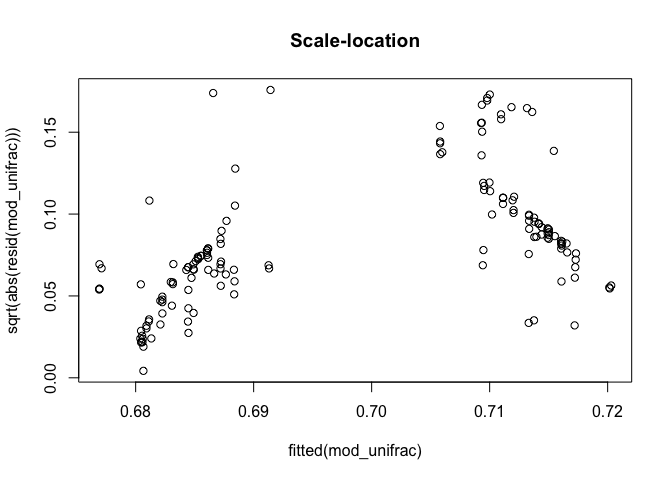 Scale-location
sqrt(abs(resid(mod_unifrac)))
0.15
0.10
0.05
0.00
0.68 0.69 0.70 0.71 0.72
fitted(mod_unifrac)